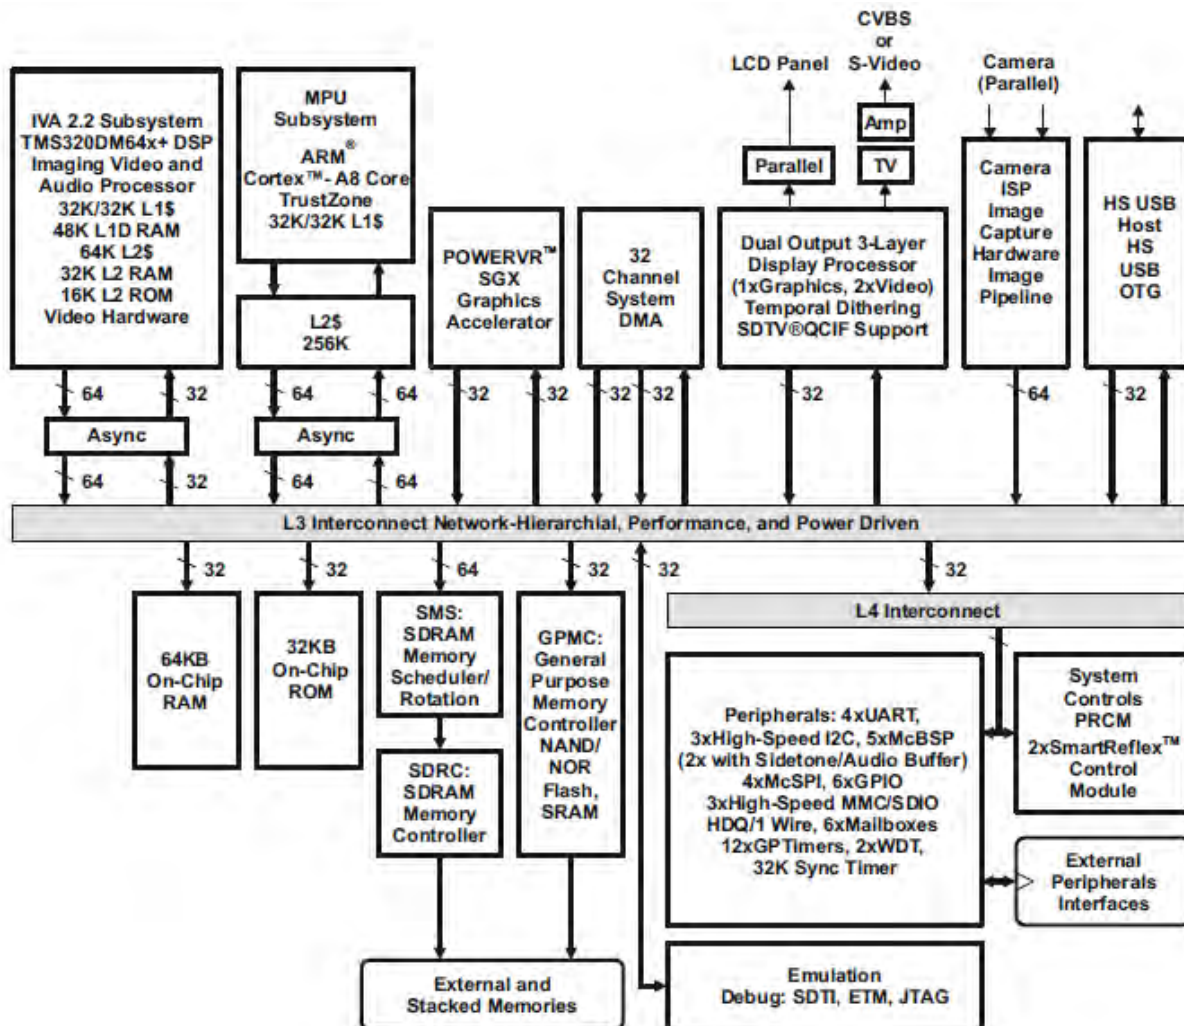 CVBS
or
S-Video
LCD Panel
Camera
(Parallel)
Amp
Parallel
TV
IVA 2.2 Subsystem
TMS320DM64x+ DSP
Imaging Video and
Audio Processor
32K/32K L1$
48K L1D RAM
64K L2$
32K L2 RAM
16K L2 ROM
Video Hardware
MPU
Subsystem
ARM®
Cortex™- A8 Core
TrustZone
32K/32K L1$
L2$
256K
POWERVR™
SGX
Graphics
Accelerator
32
Channel
System
DMA
Dual Output 3-Layer
Display Processor
(1xGraphics, 2xVideo)
Temporal Dithering
SDTV®QCIF Support
Camera
ISP
Image
Capture
Hardware
Image
Pipeline
HS USB
Host
HS
USB
OTG
64 32 64 64 32 32 32 32 32 64 32
Async
Async
64 32 64 64
L3 Interconnect Network-Hierarchial, Performance, and Power Driven
32 32 64 32 32 32
64KB
On-Chip
RAM
32KB
On-Chip
ROM
SMS:
SDRAM
Memory
Scheduler/
Rotation
SDRC:
SDRAM
Memory
Controller
GPMC:
General
Purpose
Memory
Controller
NAND/
NOR
Flash,
SRAM
L4 Interconnect
Peripherals: 4xUART,
3xHigh-Speed I2C, 5xMcBSP
(2x with Sidetone/Audio Buffer)
4xMcSPI, 6xGPIO
3xHigh-Speed MMC/SDIO
HDQ/1 Wire, 6xMailboxes
12xGPTimers, 2xWDT,
32K Sync Timer
System
Controls
PRCM
2xSmartReflex™
Control
Module
External
Peripherals
Interfaces
External and
Stacked Memories
Emulation
Debug: SDTI, ETM, JTAG